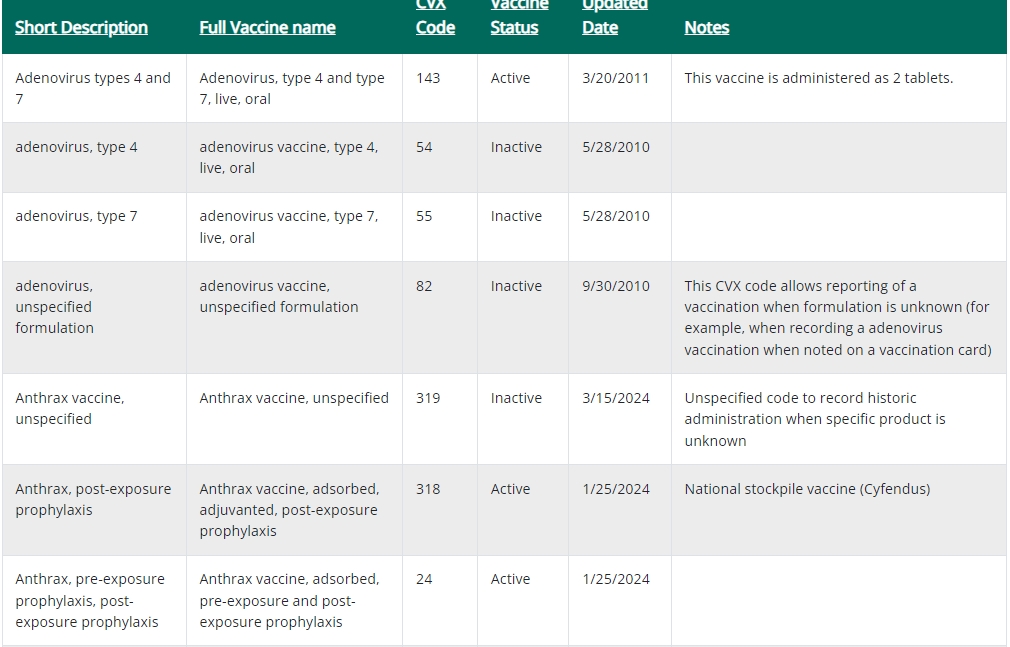 CVX Vaccine Updated
Short Description Full Vaccine name Code Status Date Notes
Adenovirus types 4 and Adenovirus, type 4 and type 143 Active 3/20/2011 This vaccine is administered as 2 tablets.
7 7, live, oral
adenovirus, type 4 adenovirus vaccine, type 4, 54 Inactive 5/28/2010
live, oral
adenovirus, type 7 adenovirus vaccine, type 7, 55 Inactive 5/28/2010
live, oral
adenovirus, adenovirus vaccine, 82 Inactive 9/30/2010 This CVX code allows reporting of a
unspecified unspecified formulation vaccination when formulation is unknown (for
formulation example, when recording a adenovirus
vaccination when noted on a vaccination card)
Anthrax vaccine, Anthrax vaccine, unspecified 319 Inactive 3/15/2024 Unspecified code to record historic
unspecified administration when specific product is
unknown
Anthrax, post-exposure Anthrax vaccine, adsorbed, 318 Active 1/25/2024 National stockpile vaccine (Cyfendus)
prophylaxis adjuvanted, post-exposure
prophylaxis
Anthrax, pre-exposure Anthrax vaccine, adsorbed, 24 Active 1/25/2024
prophylaxis, post- pre-exposure and post-
exposure prophylaxis exposure prophylaxis